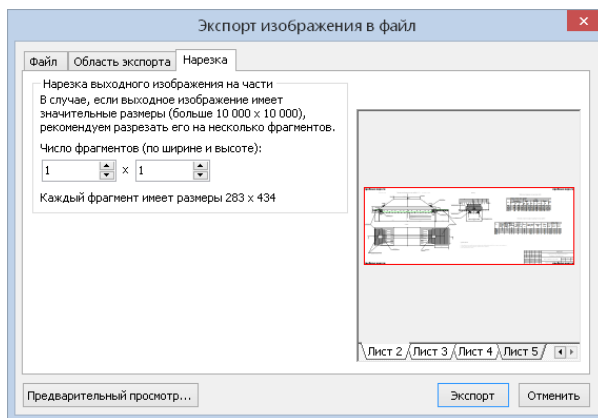 Экспорт изображения в файл
Файл Область экспорта Нарезка
Нарезка выходного изображения на части
В случае, если выходное изображение имеет
значительные размеры (больше 10 000 x 10 000),
рекомендуем разрезать его на несколько фрагментов.
Число фрагментов (по ширине и высоте):
1 x 1
Каждый фрагмент имеет размеры 283 x 434
Лист 2 Лист 3 Лист 4 Лист 5
Предварительный просмотр... Экспорт Отменить